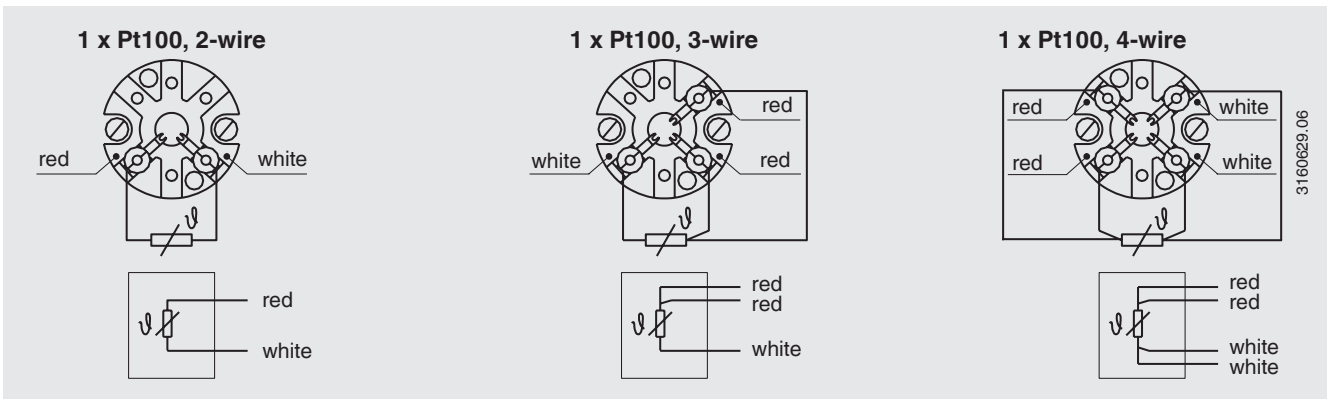 1 x Pt100, 2-wire
red
white
ϑ
ϑ
red
white
1 x Pt100, 3-wire
red
white
red
ϑ
ϑ
red
red
white
1 x Pt100, 4-wire
red
white
red
white
ϑ
ϑ
red
red
white
white
3160629.06